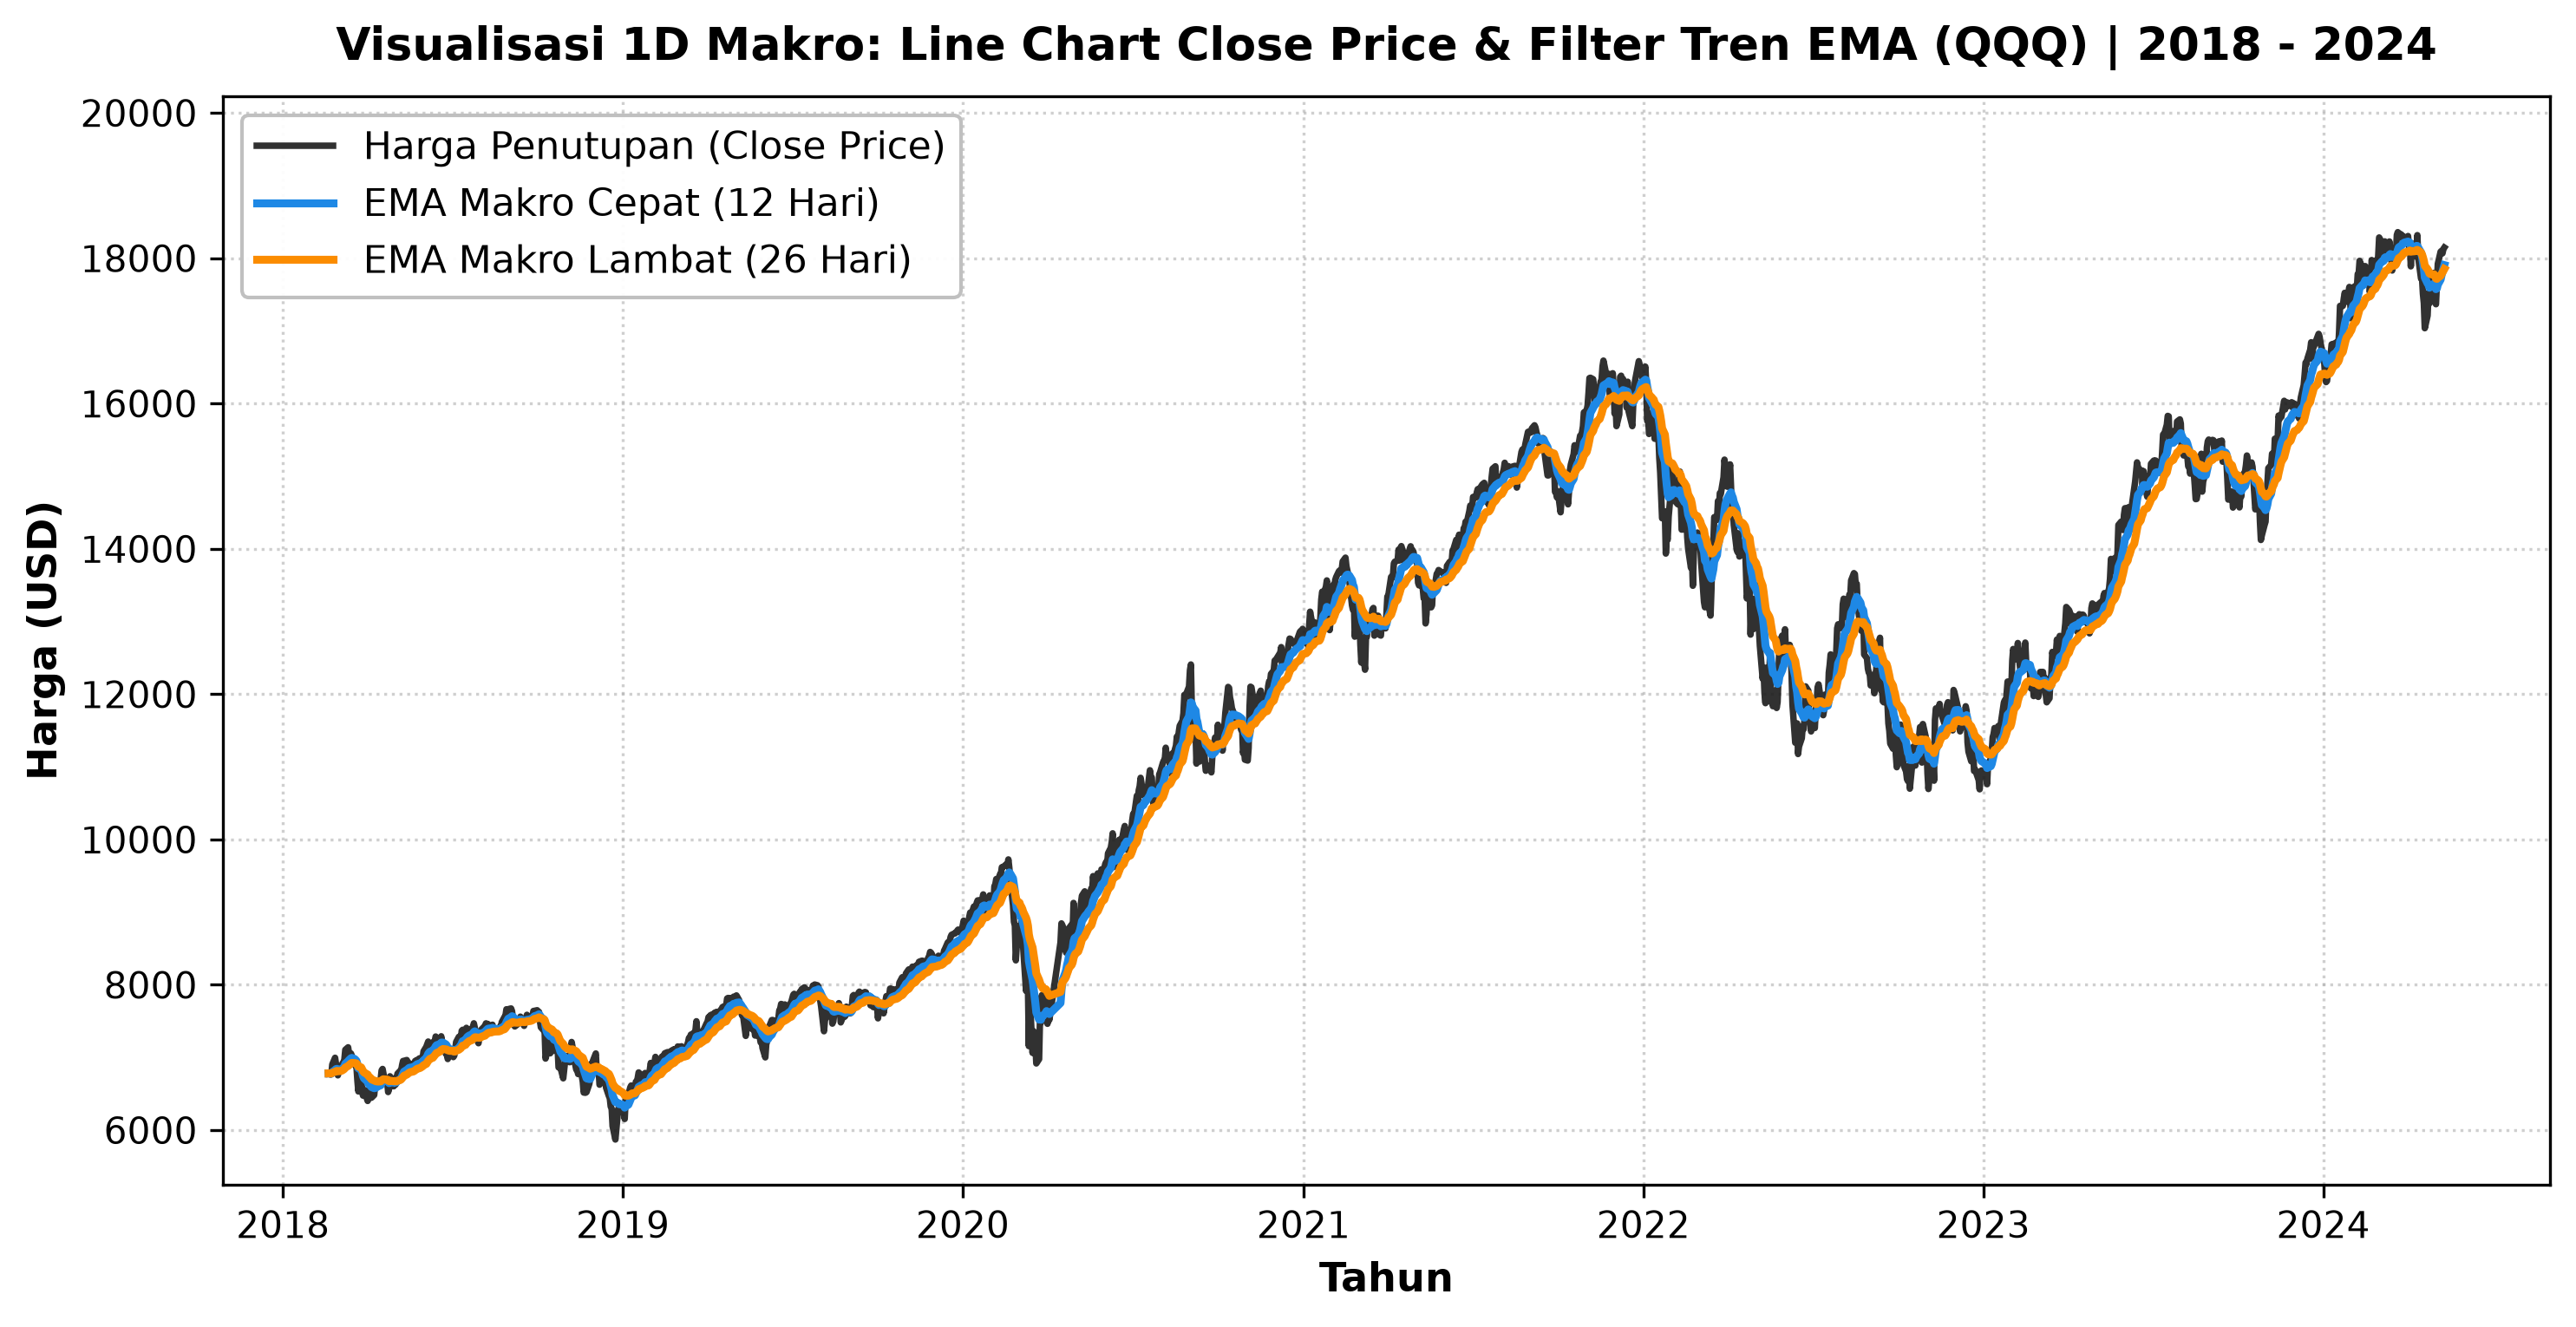 Visualisasi 1D Makro: Line Chart Close Price & Filter Tren EMA (QQQ) | 2018 - 2024
Harga Penutupan (Close Price)
EMA Makro Cepat (12 Hari)
EMA Makro Lambat (26 Hari)
Harga (USD)
20000
18000
16000
14000
12000
10000
8000
6000
2018 2019 2020 2021 2022 2023 2024
Tahun